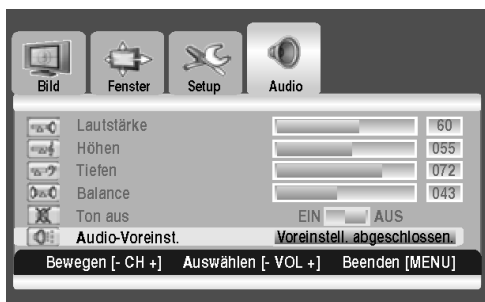 Bild Fenster Setup Audio
Lautstärke 60
Höhen 055
Tiefen 072
Balance 043
Ton aus EIN AUS
Audio-Voreinst. Voreinstell. abgeschlossen.
Bewegen [- CH +] Auswählen [- VOL +] Beenden [MENU]